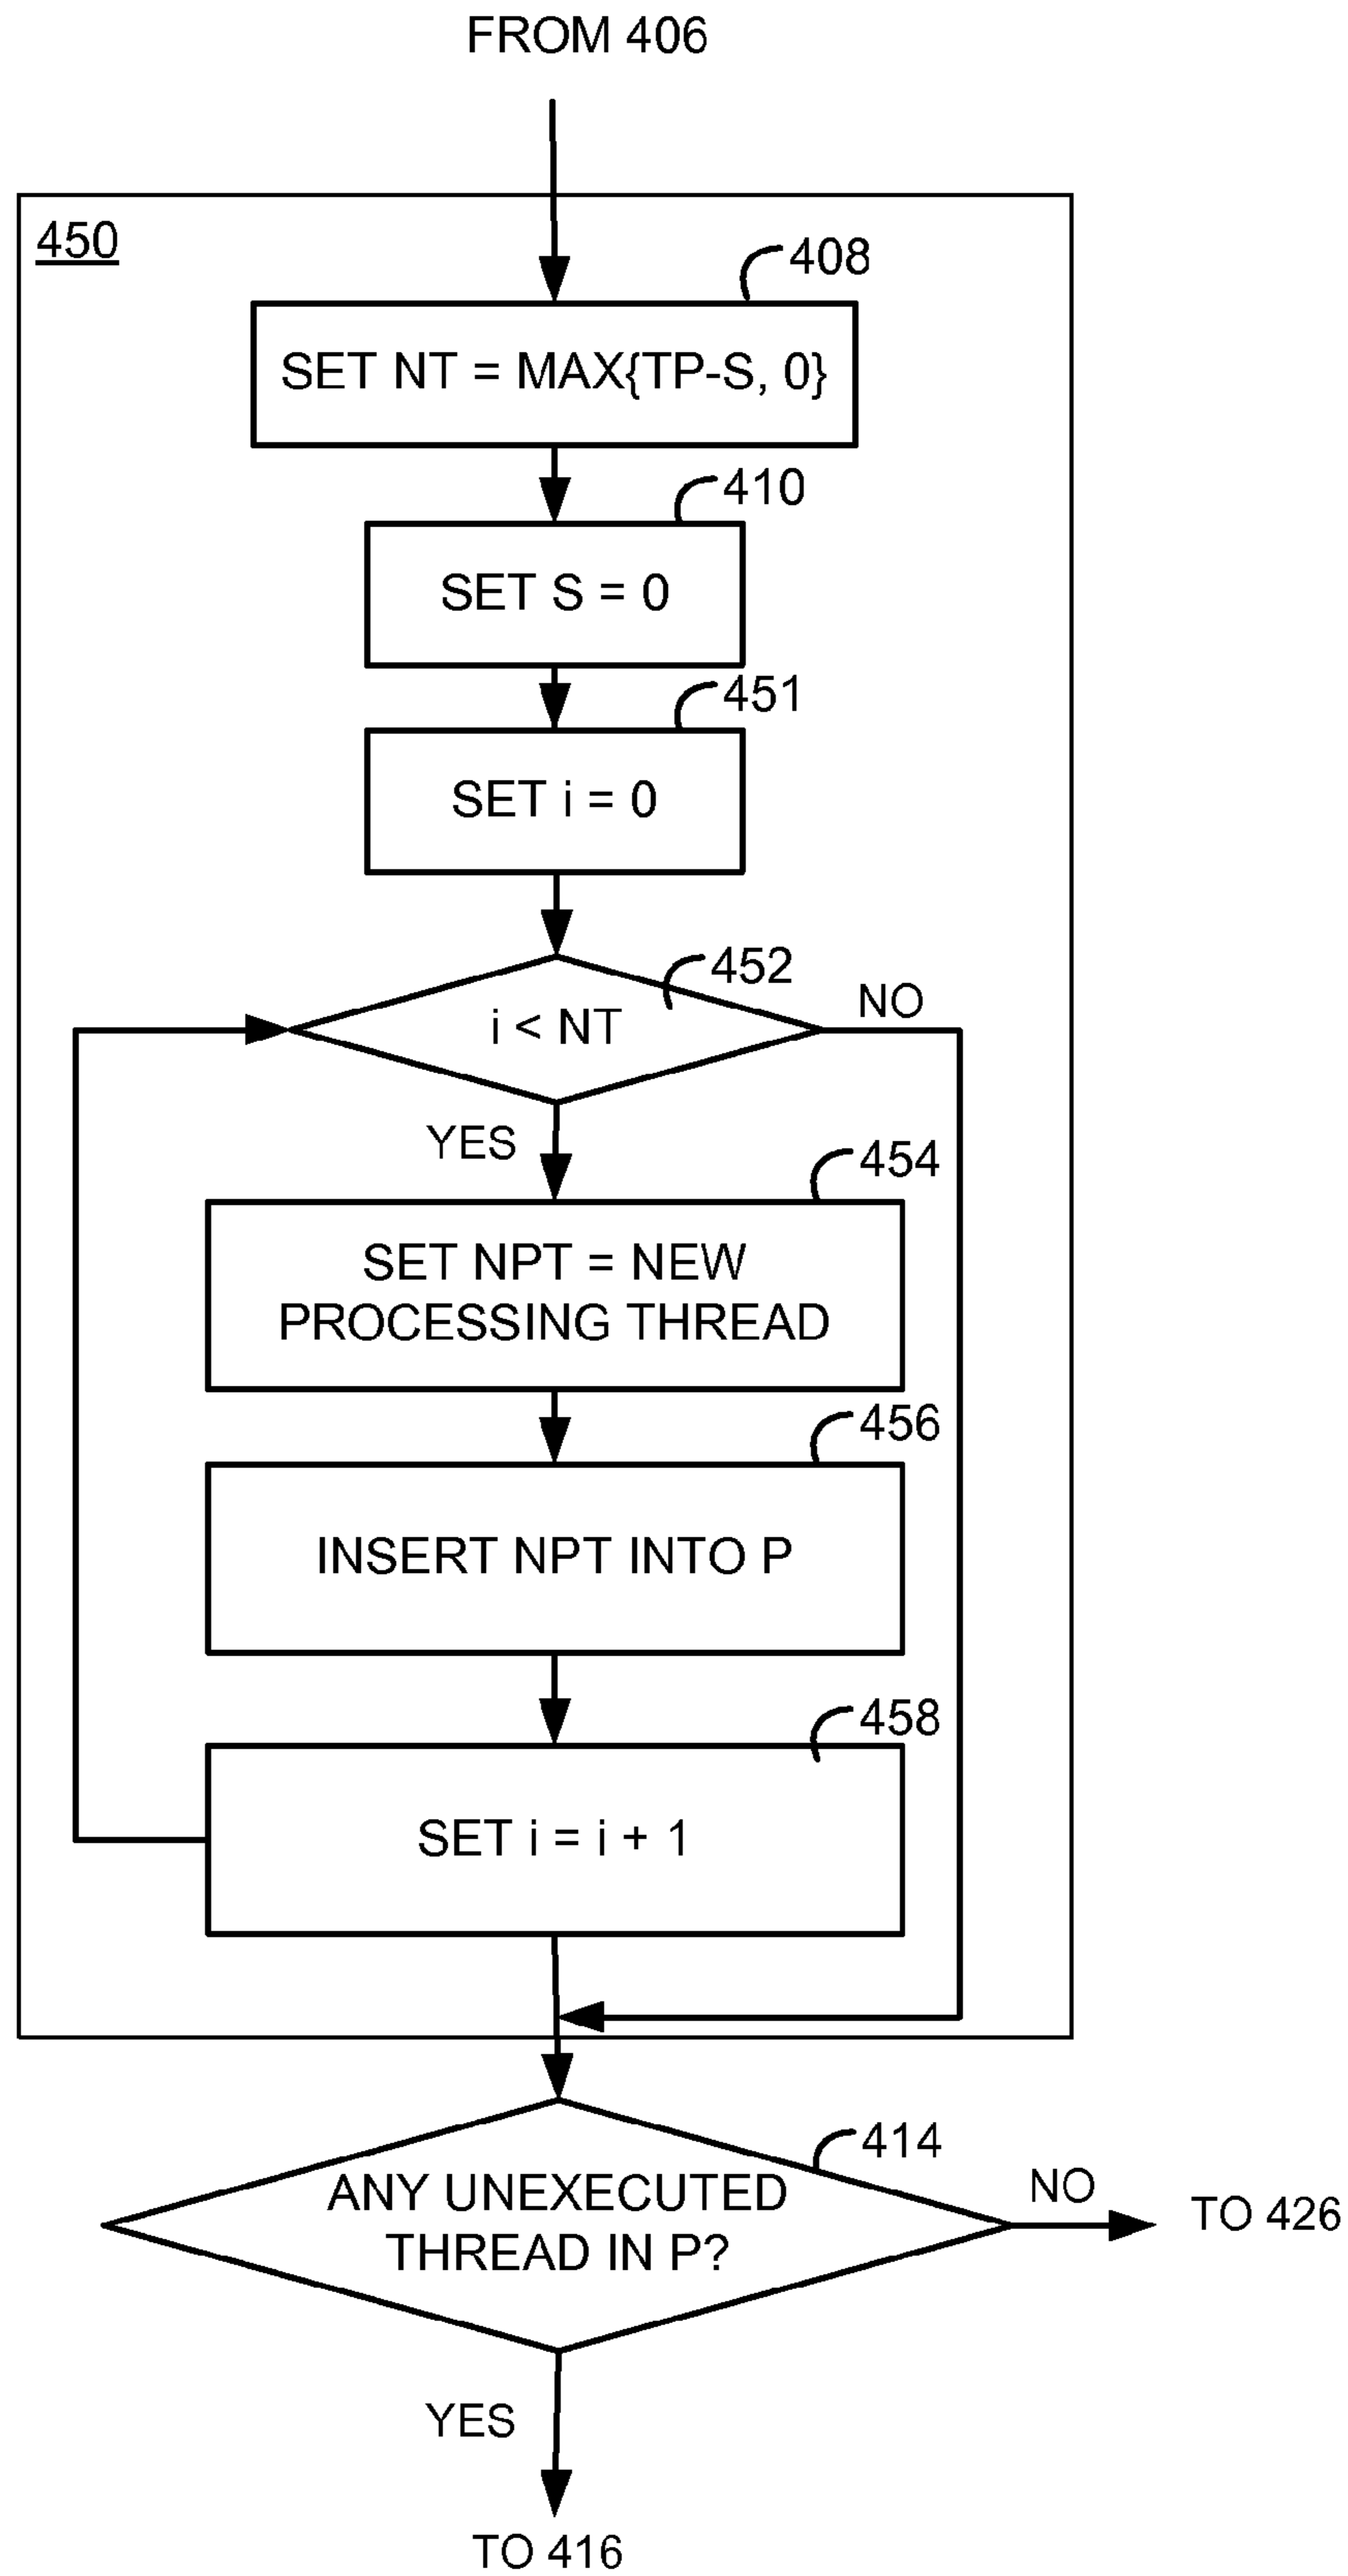 FROM 406
450
408
SET NT = MAX{TP-S, 0}
410
SET S = 0
451
SET i = 0
452
i < NT
NO
YES
454
SET NPT = NEW
PROCESSING THREAD
456
INSERT NPT INTO P
458
SET i = i + 1
414
ANY UNEXECUTED
THREAD IN P?
NO
TO 426
YES
TO 416